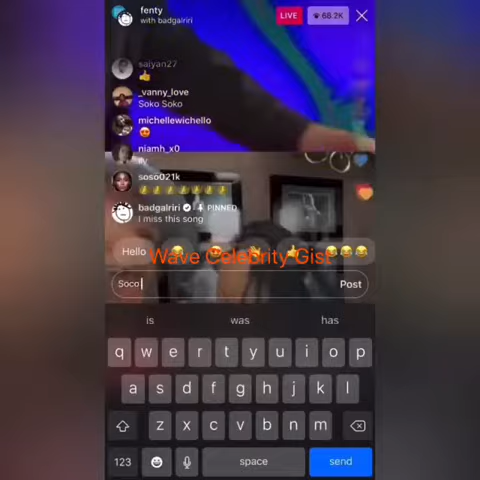 fenty
with badgalriri
LIVE
68.2K
saiyan27
_vanny_love
Soko Soko
michellewichello
niamh_x0
soso021k
badgalriri PINNED
I miss this song
Hello
Wave Celebrity Gist
Soco
Post
is was has
q w e r t y u i o p
a s d f g h j k l
z x c v b n m
123 space send